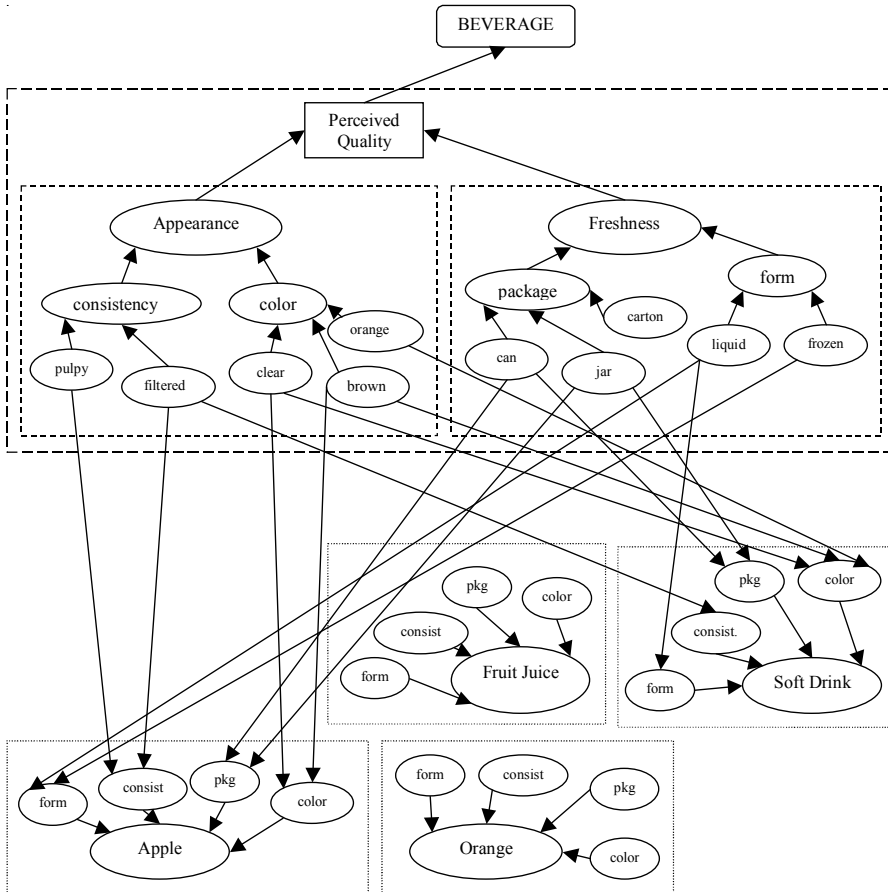 BEVERAGE
Perceived
Quality
Appearance
Freshness
consistency
color
package
form
orange
carton
pulpy
filtered
clear
brown
can
jar
liquid
frozen
pkg
color
consist
form
Fruit Juice
pkg
color
consist.
form
Soft Drink
form
consist
pkg
color
Apple
form
consist
pkg
color
Orange